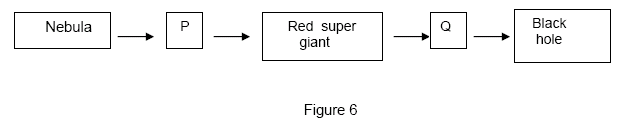 Nebula
P
Red super
giant
Q
Black
hole
Figure 6